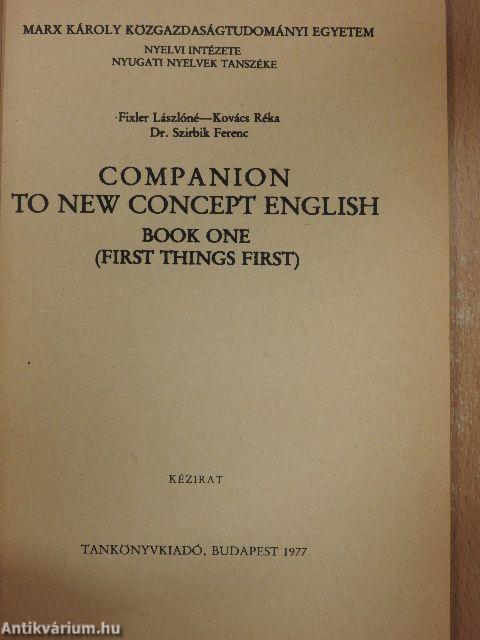 MARX KÁROLY KÖZGAZDASÁGTUDOMÁNYI EGYETEM
NYELVI INTÉZETE
NYUGATI NYELVEK TANSZÉKE
Fixler Lászlóné—Kovács Réka
Dr. Szirbik Ferenc
COMPANION
TO NEW CONCEPT ENGLISH
BOOK ONE
(FIRST THINGS FIRST)
KÉZIRAT
TANKÖNYVKIADÓ, BUDAPEST 1977
Antikvárium.hu